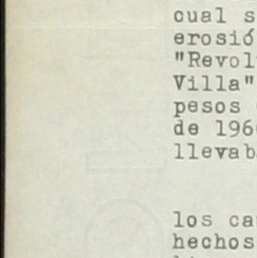 cual s
erosió
"Revol
Villa"
pesos
de 196
llevab
los ca
hechos